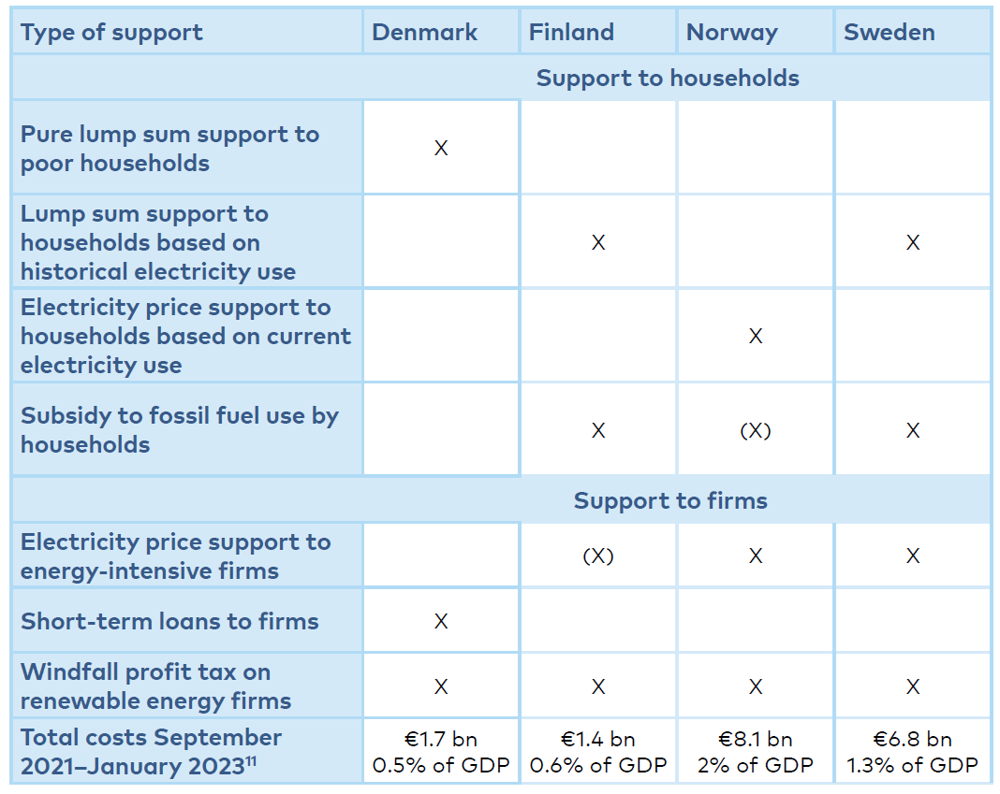 Type of support Denmark Finland Norway Sweden
Support to households
Pure lump sum support to
poor households
X
Lump sum support to
households based on
historical electricity use
X X
Electricity price support to
households based on current
electricity use
X
Subsidy to fossil fuel use by
households
X (X) X
Support to firms
Electricity price support to
energy-intensive firms
(X) X X
Short-term loans to firms X
Windfall profit tax on
renewable energy firms
X X X X
Total costs September
2021–January 2023¹¹
€1.7 bn €1.4 bn €8.1 bn €6.8 bn
0.5% of GDP 0.6% of GDP 2% of GDP 1.3% of GDP